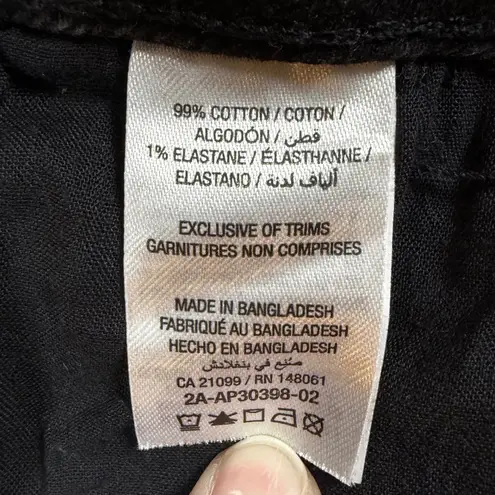 99% COTTON / COTON /
ALGODÓN / قطن
1% ELASTANE / ÉLASTHANNE /
ELASTANO / ألياف لدنة
EXCLUSIVE OF TRIMS
GARNITURES NON COMPRISES
MADE IN BANGLADESH
FABRIQUÉ AU BANGLADESH
HECHO EN BANGLADESH
صنع في بنغلادش
CA 21099 / RN 148061
2A-AP30398-02